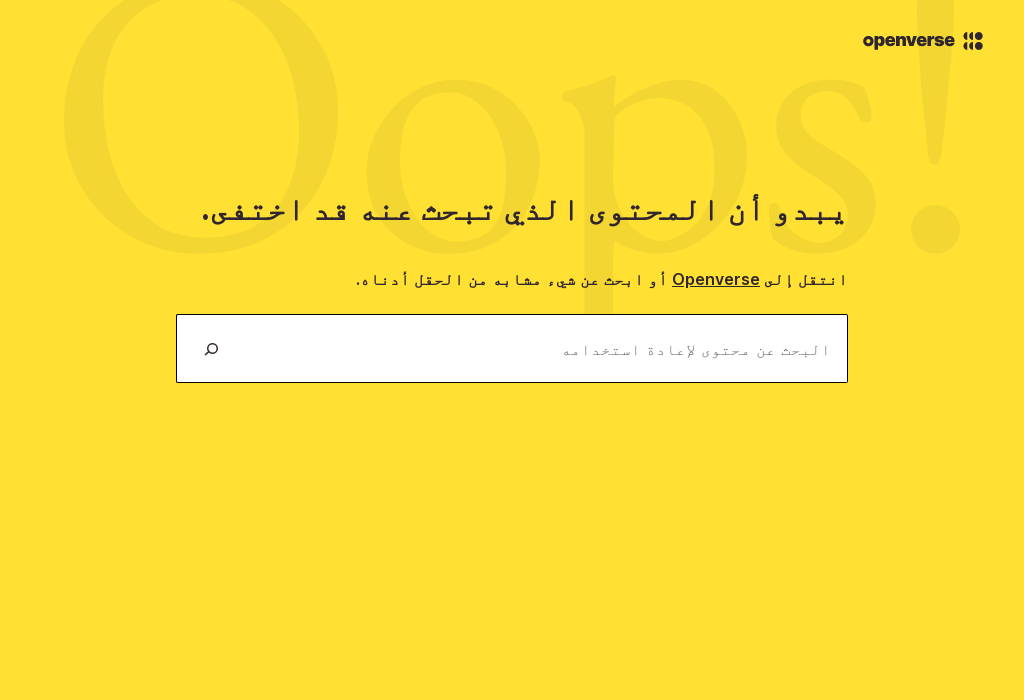 openverse
Oops!
يبدو أن المحتوى الذي تبحث عنه قد اختفى.
انتقل إلى Openverse أو ابحث عن شيء مشابه من الحقل أدناه.
البحث عن محتوى لإعادة استخدامه